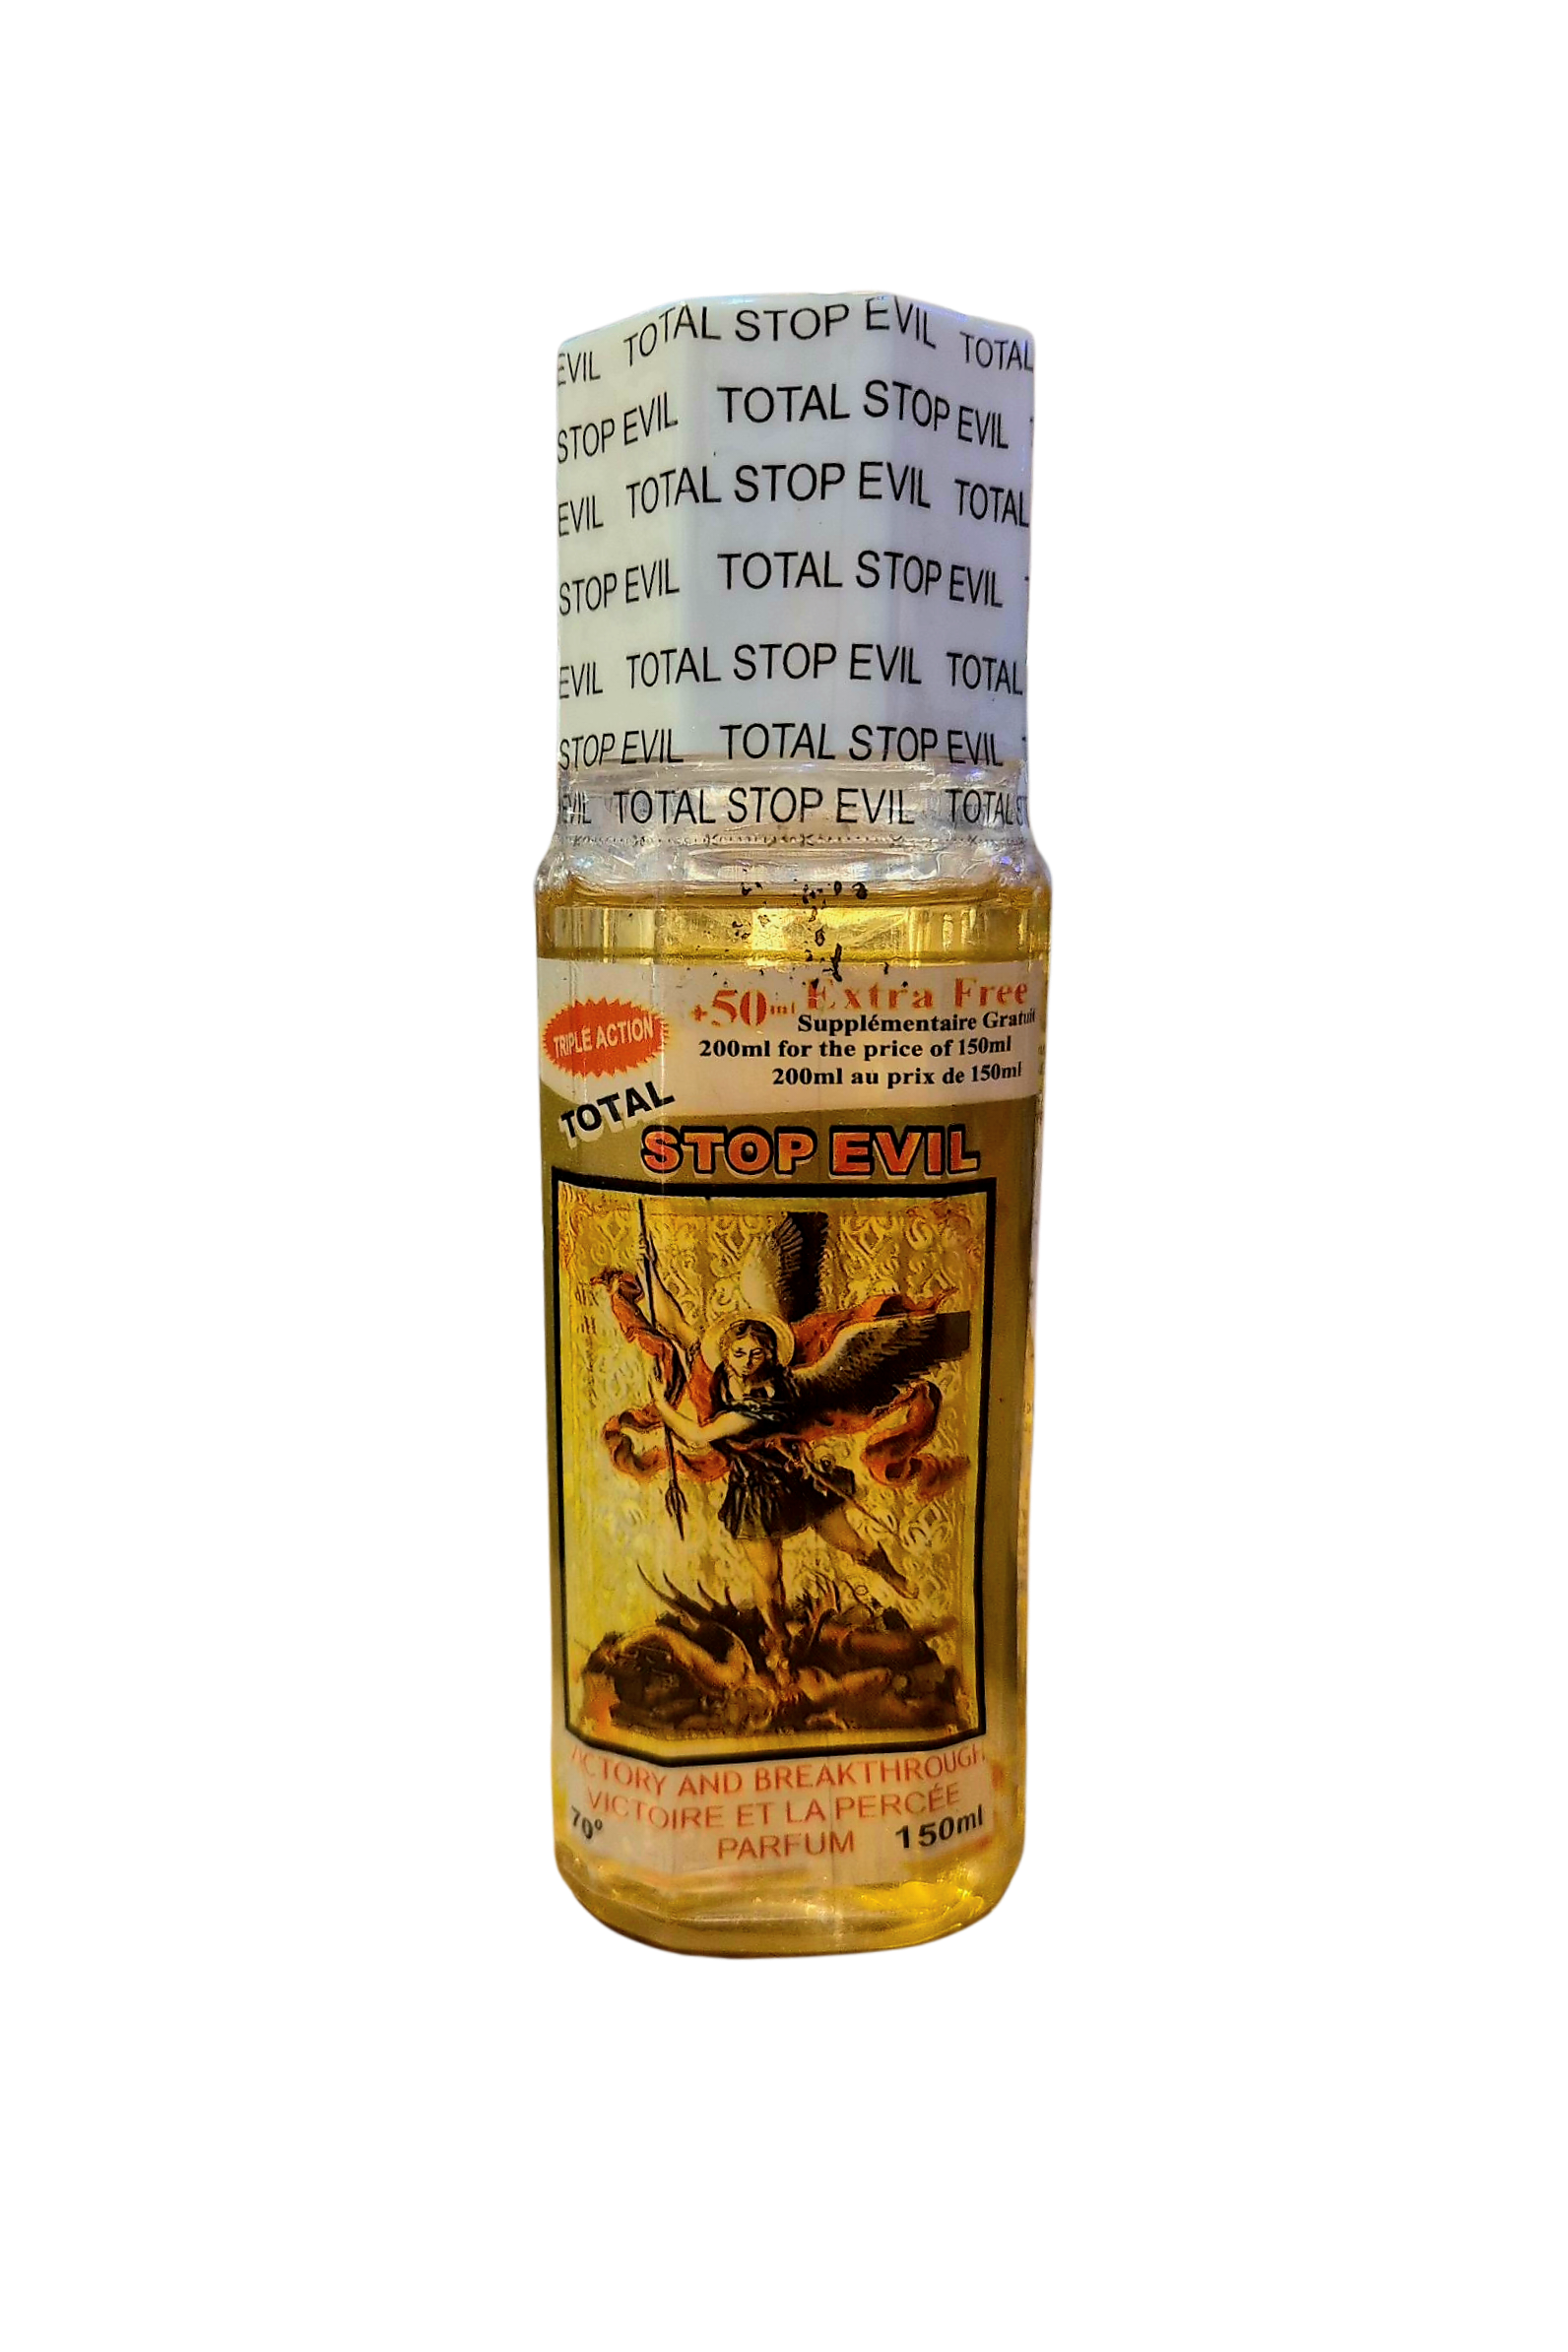 EVIL TOTAL STOP EVIL TOTAL
STOP EVIL TOTAL STOP EVIL
EVIL TOTAL STOP EVIL TOTAL
STOP EVIL TOTAL STOP EVIL
EVIL TOTAL STOP EVIL TOTAL
STOP EVIL TOTAL STOP EVIL
EVIL TOTAL STOP EVIL TOTAL
+50ml Extra Free
Supplémentaire Gratuit
200ml for the price of 150ml
200ml au prix de 150ml
TRIPLE ACTION
TOTAL
STOP EVIL
VICTORY AND BREAKTHROUGH
VICTOIRE ET LA PERCÉE
70° PARFUM 150ml